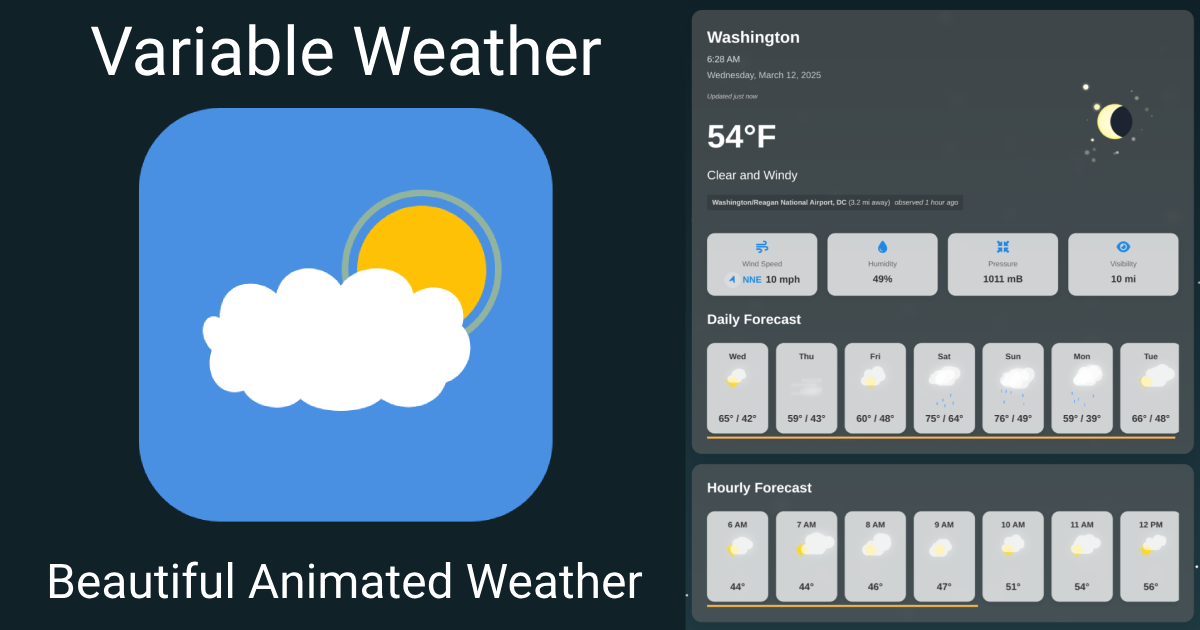 Variable Weather
Beautiful Animated Weather
Washington
6:28 AM
Wednesday, March 12, 2025
Updated just now
54°F
Clear and Windy
Washington/Reagan National Airport, DC (3.2 mi away) observed 1 hour ago
Wind Speed
NNE 10 mph
Humidity
49%
Pressure
1011 mB
Visibility
10 mi
Daily Forecast
Wed Thu Fri Sat Sun Mon Tue
65° / 42° 59° / 43° 60° / 48° 75° / 64° 76° / 49° 59° / 39° 66° / 48°
Hourly Forecast
6 AM 7 AM 8 AM 9 AM 10 AM 11 AM 12 PM
44° 44° 46° 47° 51° 54° 56°